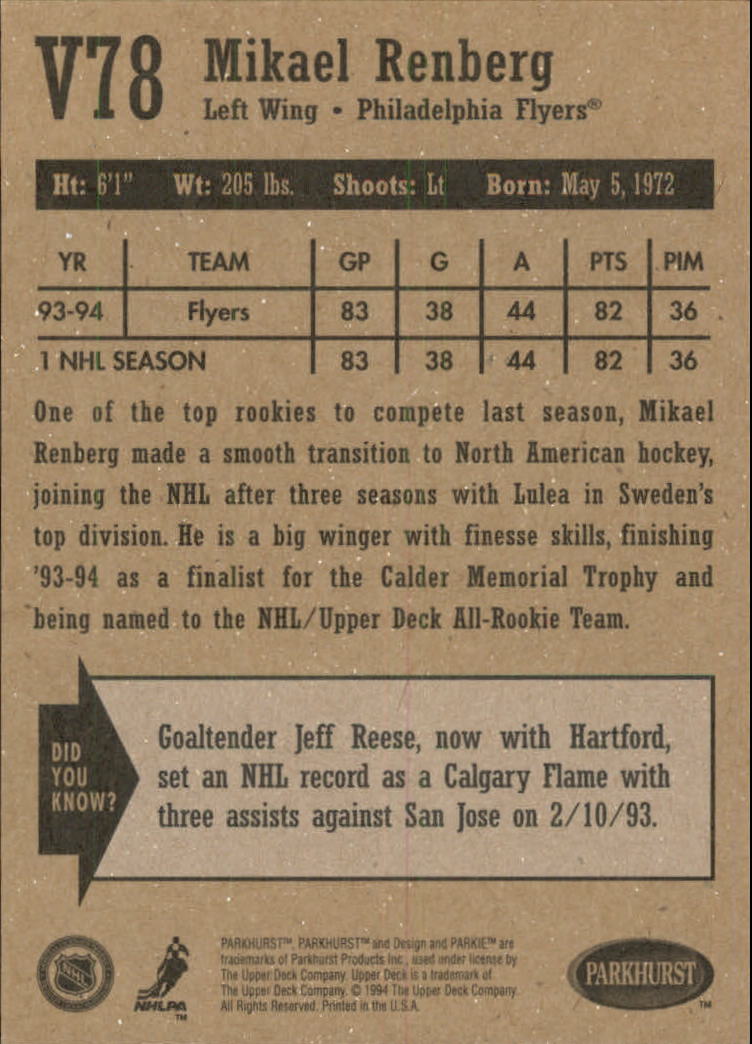 V78
Mikael Renberg
Left Wing • Philadelphia Flyers®
Ht: 6'1" Wt: 205 lbs. Shoots: Lt Born: May 5, 1972
YR TEAM GP G A PTS PIM
93-94 Flyers 83 38 44 82 36
1 NHL SEASON 83 38 44 82 36
One of the top rookies to compete last season, Mikael
Renberg made a smooth transition to North American hockey,
joining the NHL after three seasons with Lulea in Sweden's
top division. He is a big winger with finesse skills, finishing
'93-94 as a finalist for the Calder Memorial Trophy and
being named to the NHL/Upper Deck All-Rookie Team.
DID
YOU
KNOW?
Goaltender Jeff Reese, now with Hartford,
set an NHL record as a Calgary Flame with
three assists against San Jose on 2/10/93.
NHL
NHLPA
TM
PARKHURST™, PARKHURST™ and Design and PARKIE™ are
trademarks of Parkhurst Products Inc., used under license by
The Upper Deck Company. Upper Deck is a trademark of
The Upper Deck Company. © 1994 The Upper Deck Company.
All Rights Reserved. Printed in the U.S.A.
PARKHURST
TM